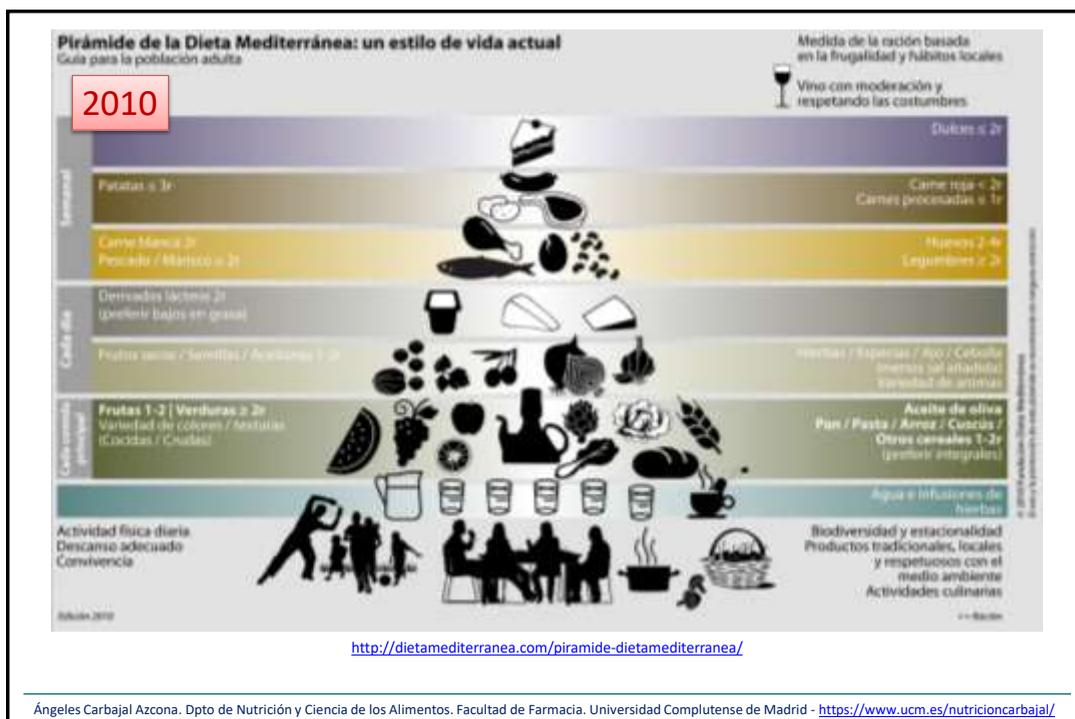 Pirámide de la Dieta Mediterránea: un estilo de vida actual
Guía para la población adulta
2010
Medida de la ración basada
en la frugalidad y hábitos locales
Vino con moderación y
respetando las costumbres
Semanal
Dulces ≤ 2r
Patatas ≤ 3r
Carne roja < 2r
Carnes procesadas ≤ 1r
Carne blanca 2r
Pescado / Marisco ≥ 2r
Huevos 2-4r
Legumbres ≥ 2r
Cada día
Derivados lácteos 2r
(preferir bajos en grasa)
Frutos secos / Semillas / Aceitunas 1-2r
Hierbas / Especias / Ajo / Cebolla
(menos sal añadida)
Variedad de aromas
Cada comida
principal
Frutas 1-2 | Verduras ≥ 2r
Variedad de colores / texturas
(Cocidas / Crudas)
Aceite de oliva
Pan / Pasta / Arroz / Cuscús /
Otros cereales 1-2r
(preferir integrales)
Agua e infusiones de
hierbas
Actividad física diaria
Descanso adecuado
Convivencia
Biodiversidad y estacionalidad
Productos tradicionales, locales
y respetuosos con el
medio ambiente
Actividades culinarias
Edición 2010
r = Ración
© 2010 Fundación Dieta Mediterránea
http://dietamediterranea.com/piramide-dietamediterranea/
Ángeles Carbajal Azcona. Dpto de Nutrición y Ciencia de los Alimentos. Facultad de Farmacia. Universidad Complutense de Madrid - https://www.ucm.es/nutricioncarbajal/